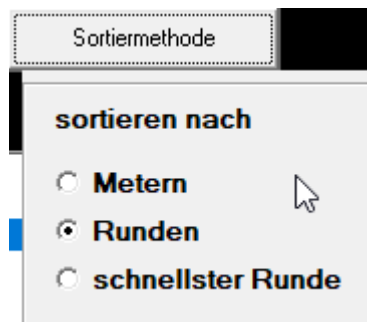 Sortiermethode
sortieren nach
Metern
Runden
schnellster Runde